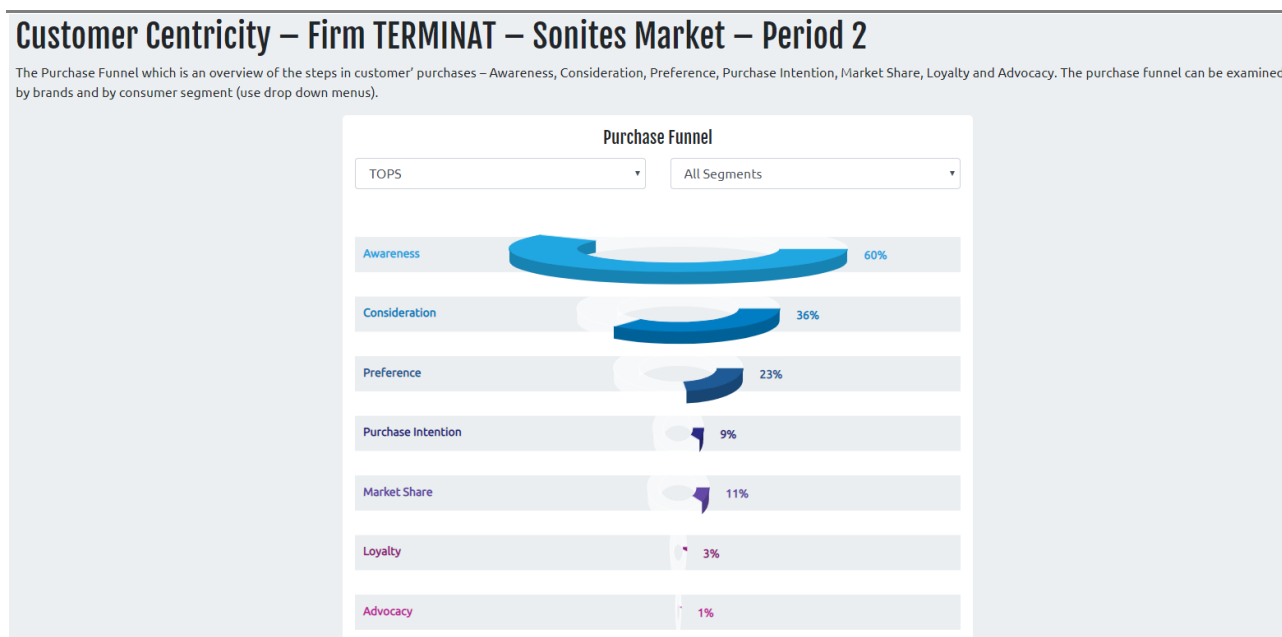 Customer Centricity – Firm TERMINAT – Sonites Market – Period 2
The Purchase Funnel which is an overview of the steps in customer’ purchases – Awareness, Consideration, Preference, Purchase Intention, Market Share, Loyalty and Advocacy. The purchase funnel can be examined
by brands and by consumer segment (use drop down menus).
Purchase Funnel
TOPS All Segments
Awareness 60%
Consideration 36%
Preference 23%
Purchase Intention 9%
Market Share 11%
Loyalty 3%
Advocacy 1%